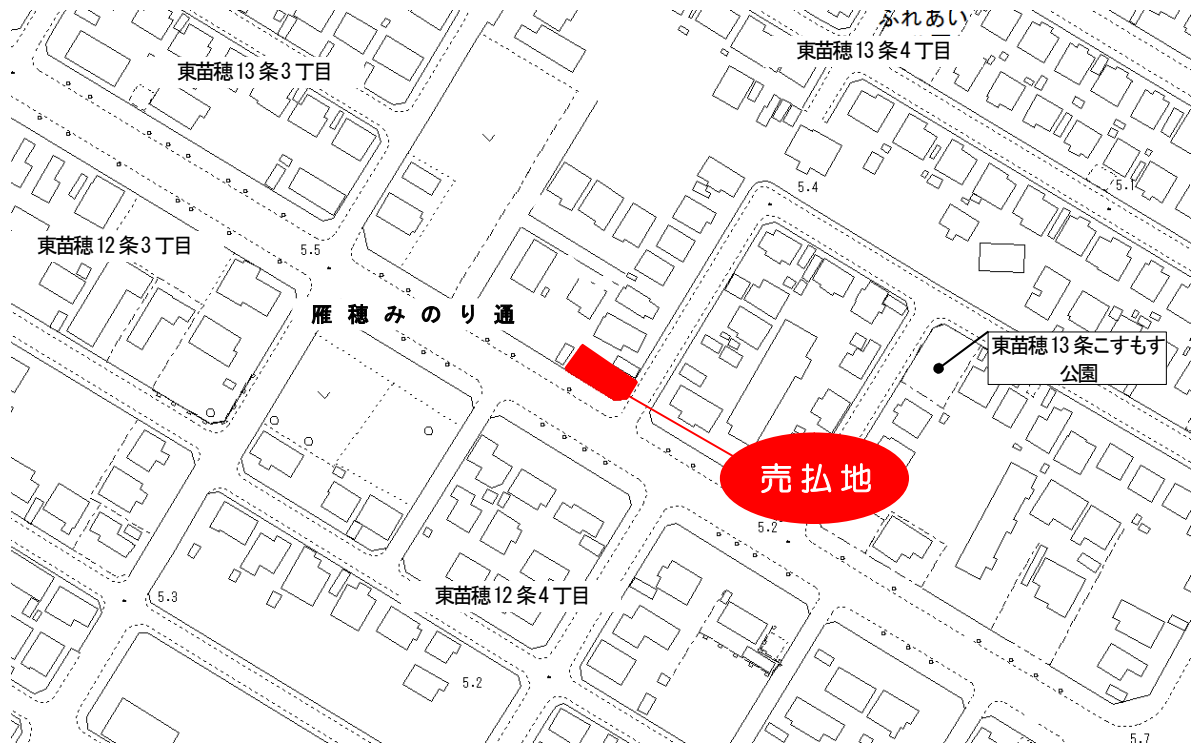 ふれあい
東苗穂13条4丁目
東苗穂13条3丁目
5.1
5.4
東苗穂12条3丁目
5.5
雁穂みのり通
東苗穂13条こすもす
公園
売払地
5.2
東苗穂12条4丁目
5.3
5.2
5.7